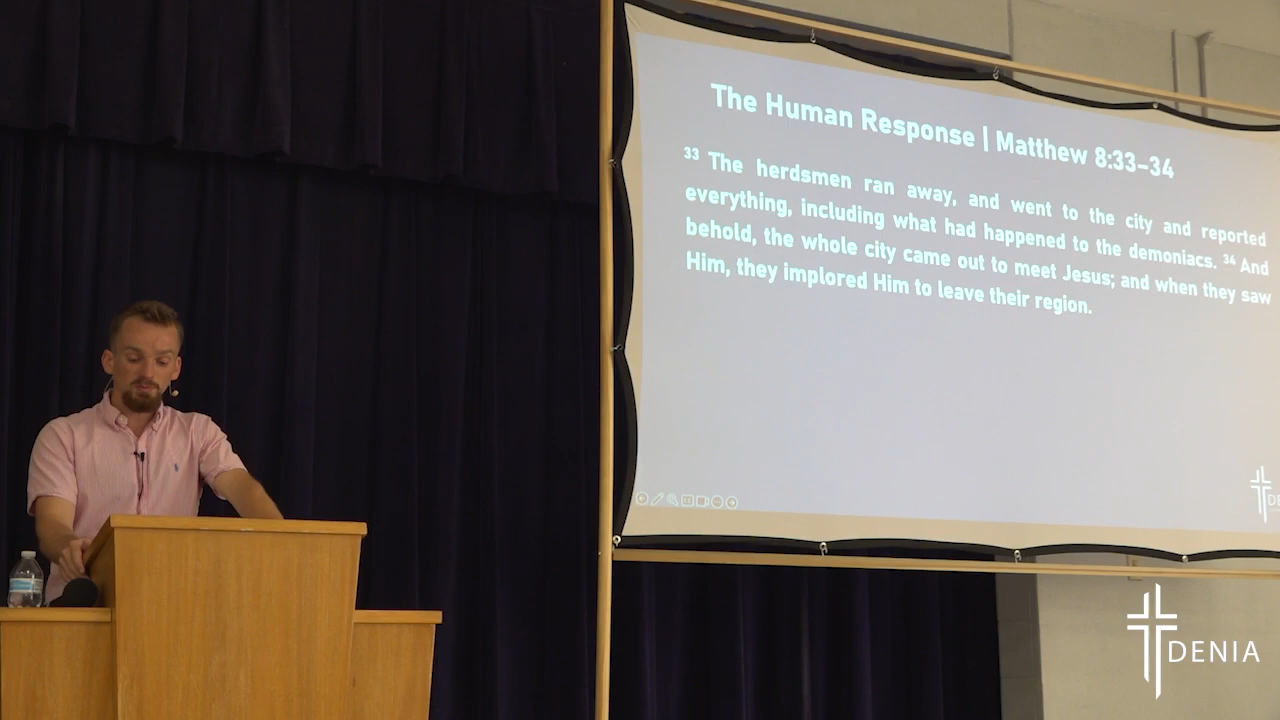 The Human Response | Matthew 8:33–34
33 The herdsmen ran away, and went to the city and reported
everything, including what had happened to the demoniacs. 34 And
behold, the whole city came out to meet Jesus; and when they saw
Him, they implored Him to leave their region.
DENIA